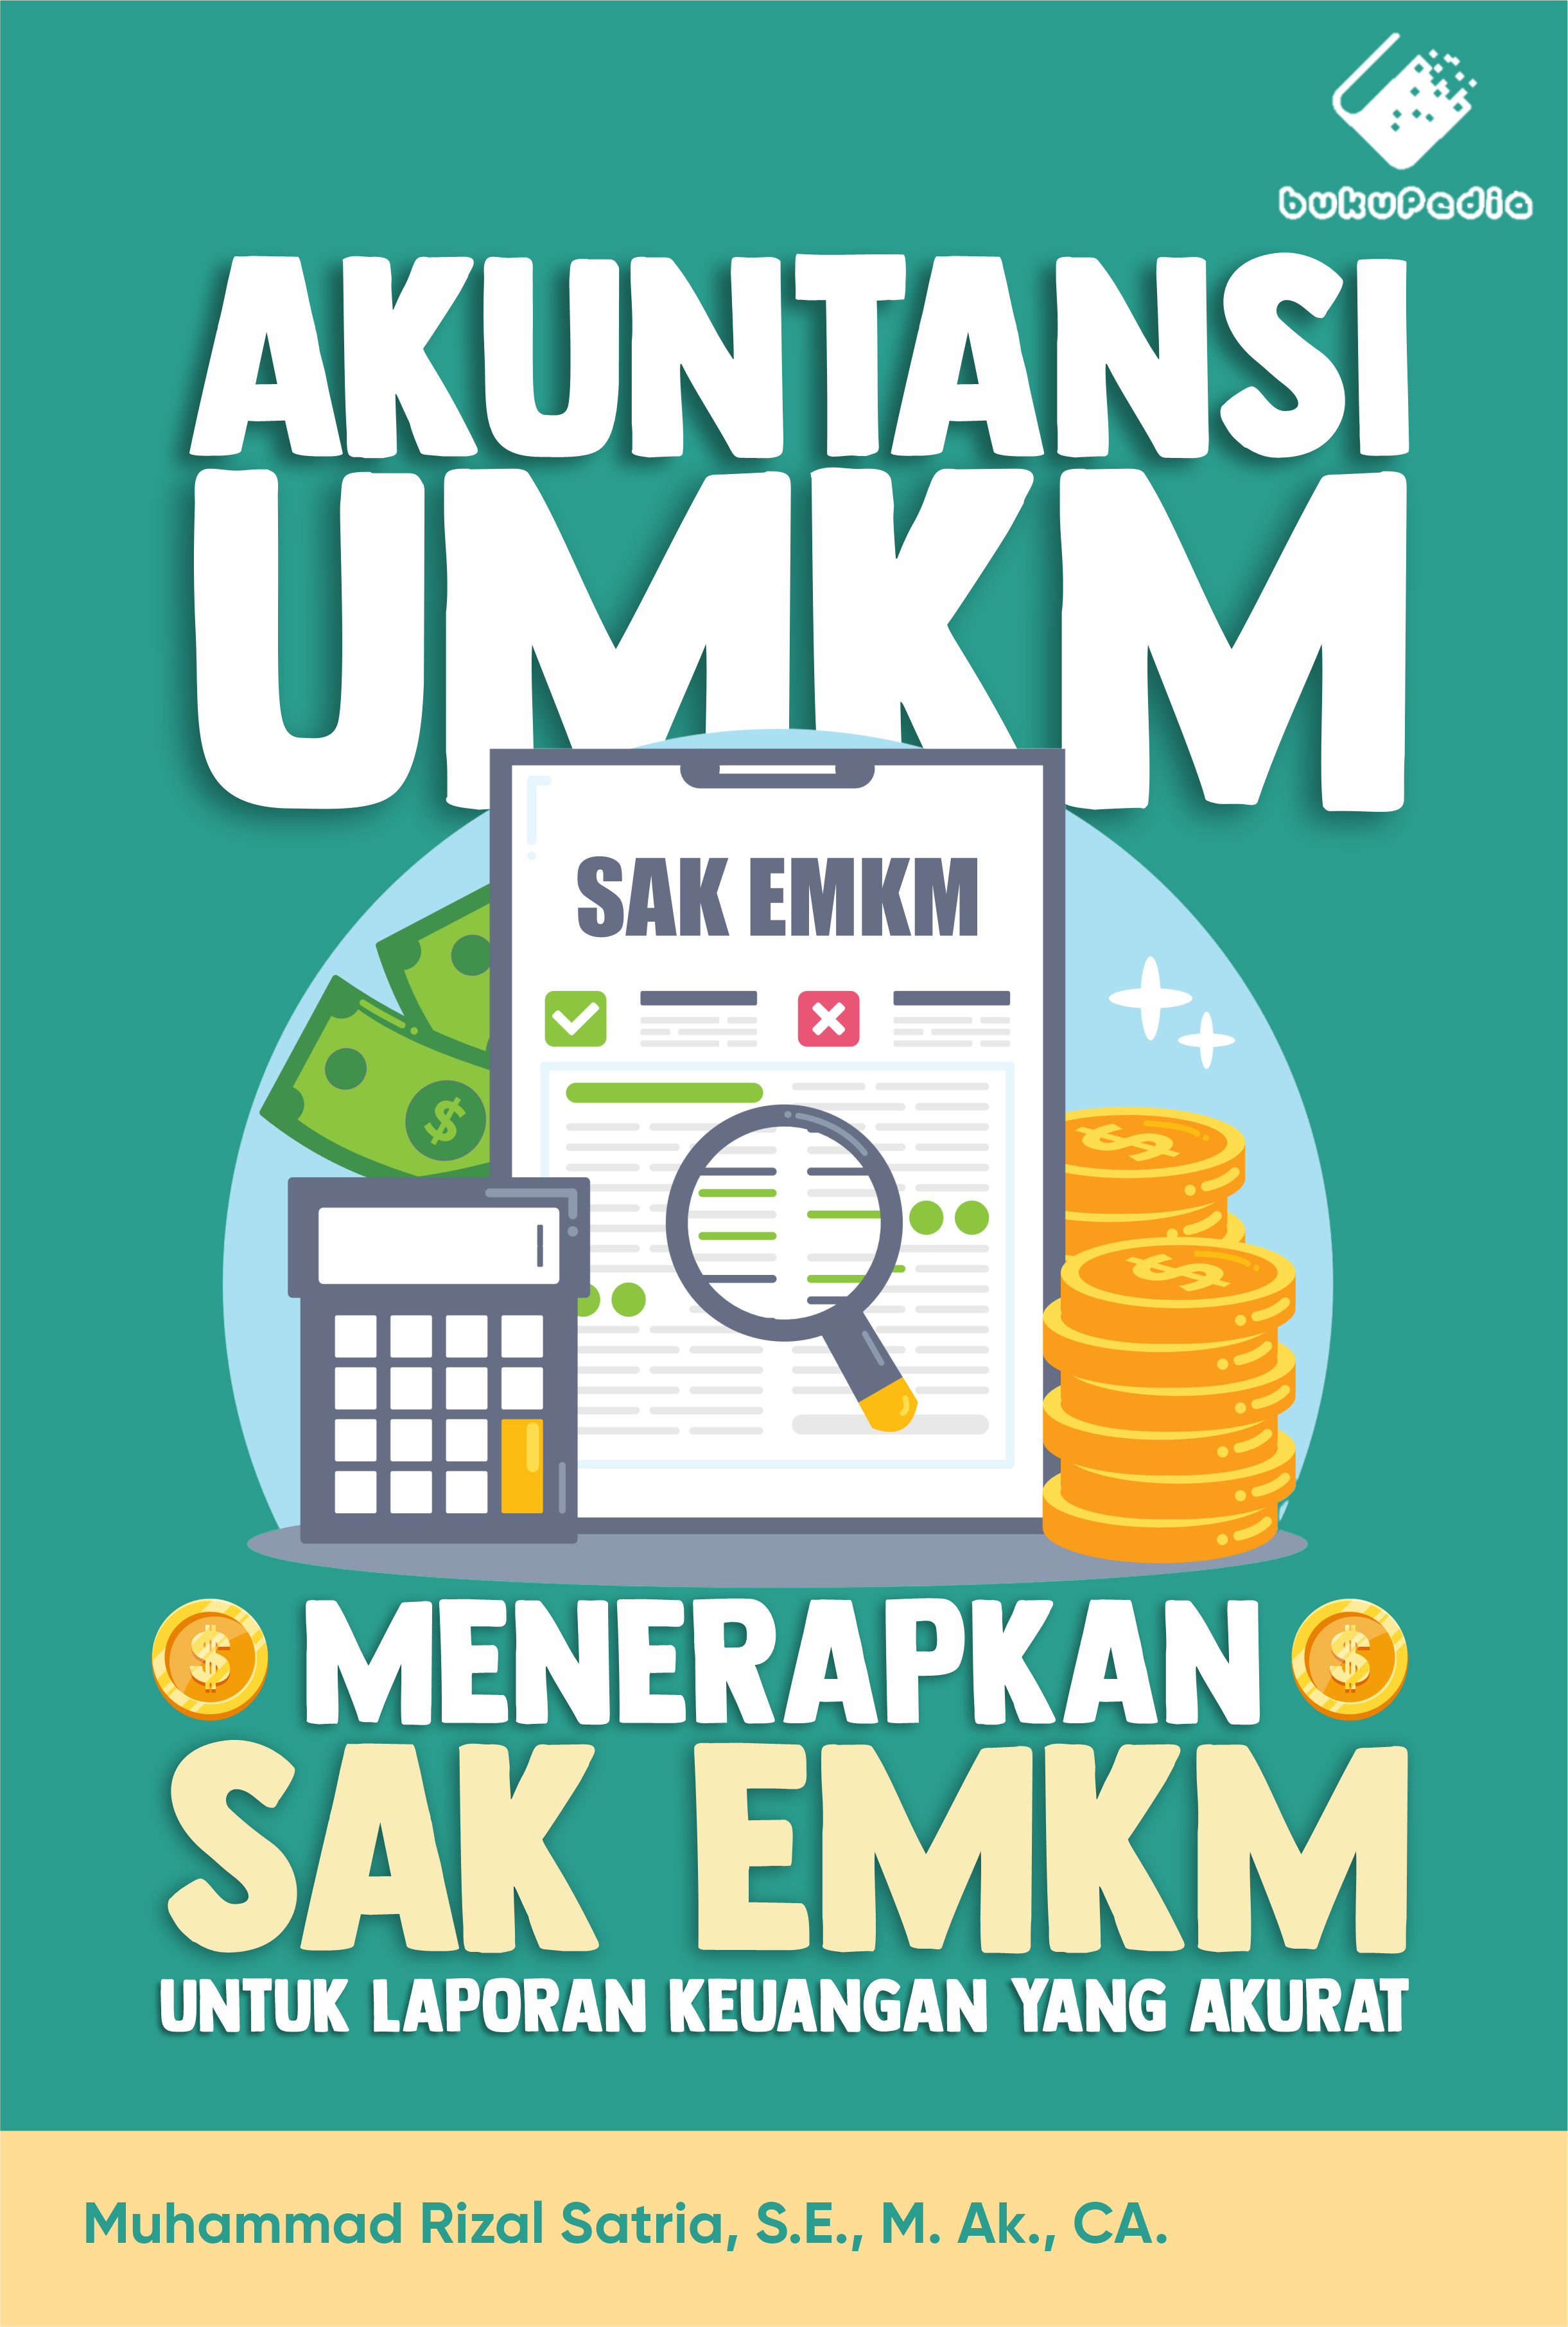 bukupedia
AKUNTANSI
UMKM
SAK EMKM
MENERAPKAN
SAK EMKM
UNTUK LAPORAN KEUANGAN YANG AKURAT
Muhammad Rizal Satria, S.E., M. Ak., CA.